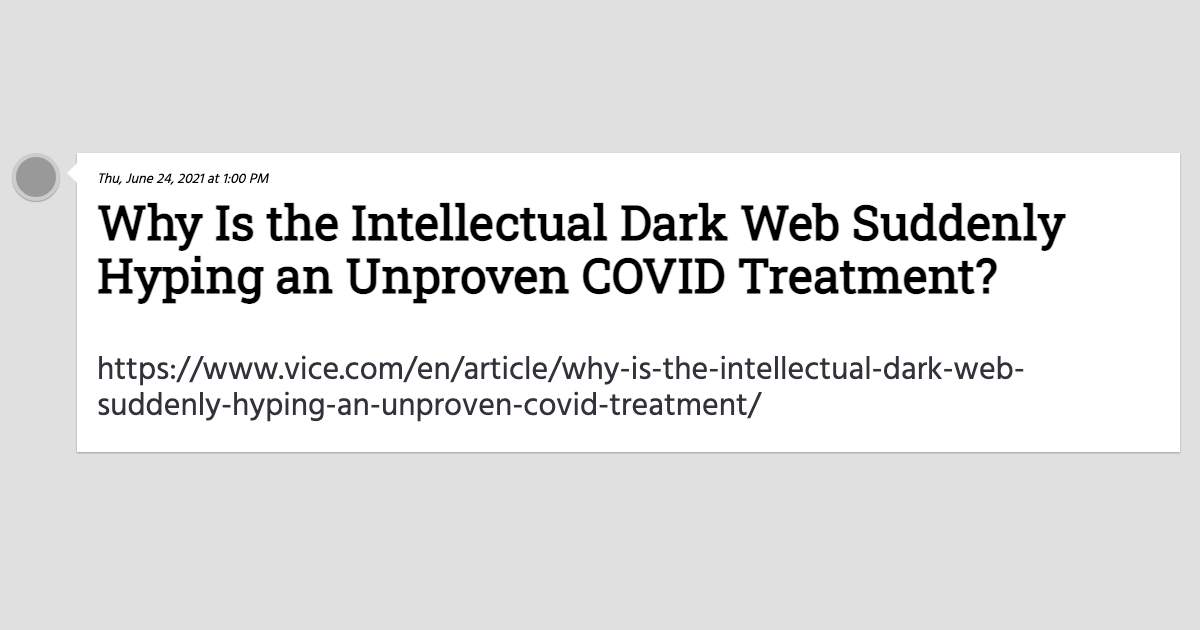 Thu, June 24, 2021 at 1:00 PM
Why Is the Intellectual Dark Web Suddenly
Hyping an Unproven COVID Treatment?
https://www.vice.com/en/article/why-is-the-intellectual-dark-web-
suddenly-hyping-an-unproven-covid-treatment/